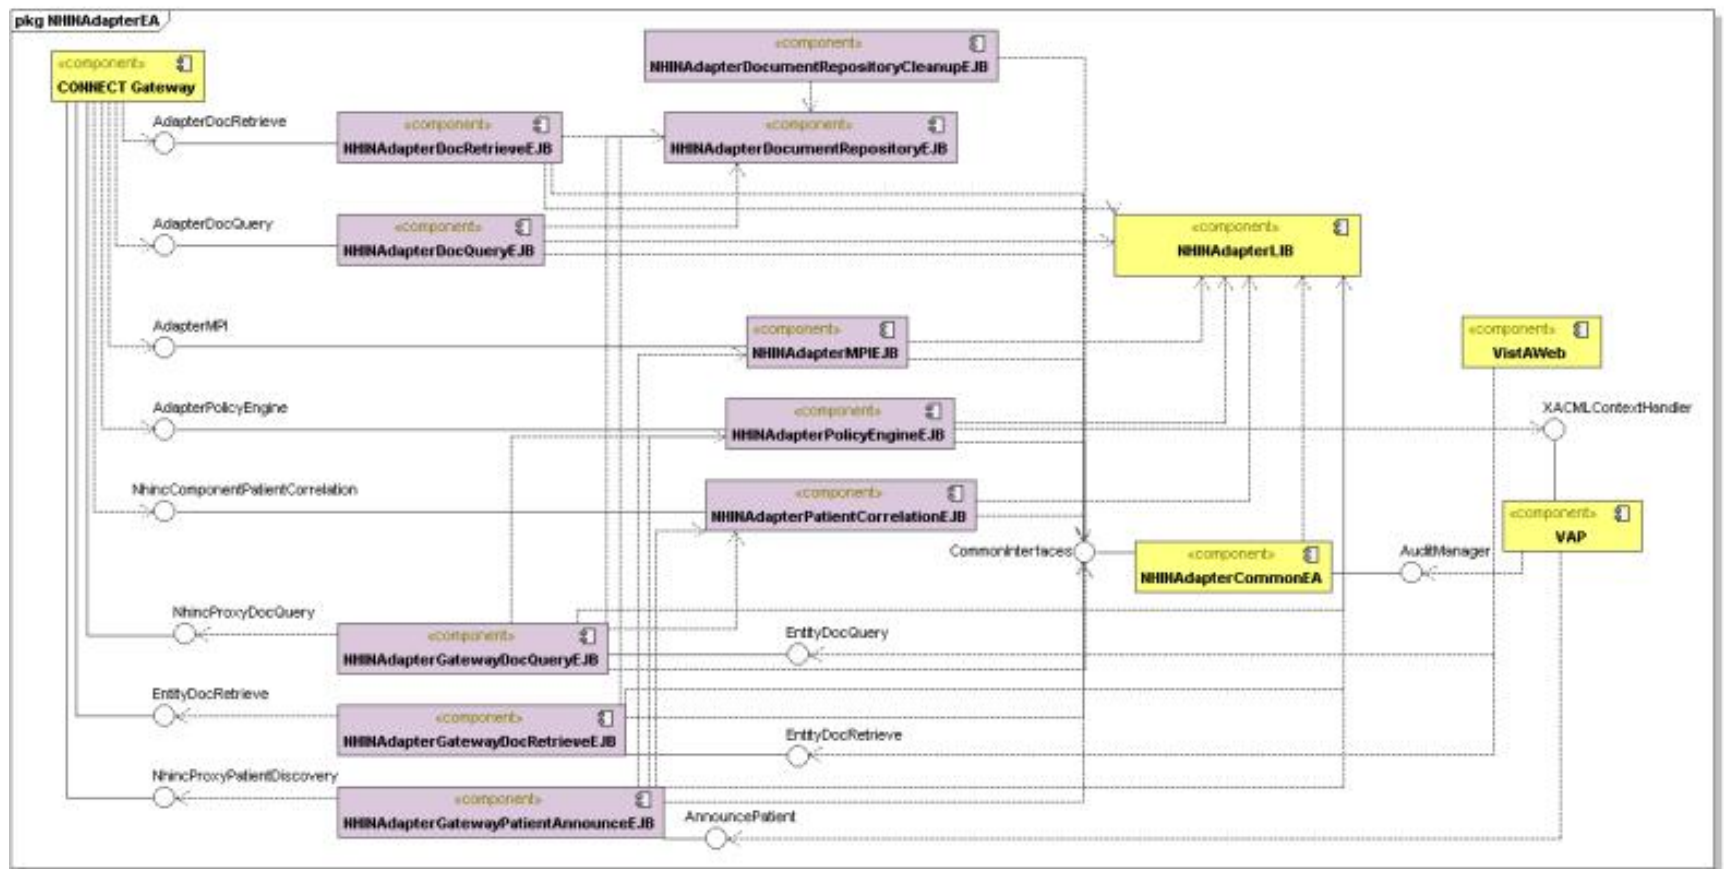 pkg NHINAdapterEA
«component»
CONNECT Gateway
«component»
NHINAdapterDocumentRepositoryCleanupEJB
AdapterDocRetrieve
«component»
NHINAdapterDocRetrieveEJB
«component»
NHINAdapterDocumentRepositoryEJB
AdapterDocQuery
«component»
NHINAdapterDocQueryEJB
«component»
NHINAdapterLIB
AdapterMPI
«component»
NHINAdapterMPIEJB
«component»
VistAWeb
AdapterPolicyEngine
«component»
NHINAdapterPolicyEngineEJB
XACMLContextHandler
NhincComponentPatientCorrelation
«component»
NHINAdapterPatientCorrelationEJB
«component»
VAP
CommonInterfaces
«component»
NHINAdapterCommonEA
AuditManager
NhincProxyDocQuery
«component»
NHINAdapterGatewayDocQueryEJB
EntityDocQuery
EntityDocRetrieve
«component»
NHINAdapterGatewayDocRetrieveEJB
EntityDocRetrieve
NhincProxyPatientDiscovery
«component»
NHINAdapterGatewayPatientAnnounceEJB
AnnouncePatient